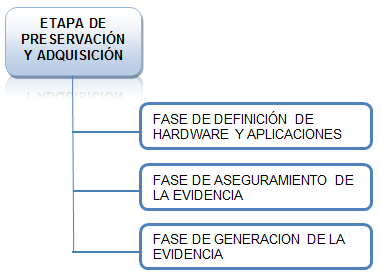 ETAPA DE
PRESERVACIÓN
Y ADQUISICIÓN
FASE DE DEFINICIÓN DE
HARDWARE Y APLICACIONES
FASE DE ASEGURAMIENTO DE
LA EVIDENCIA
FASE DE GENERACION DE LA
EVIDENCIA